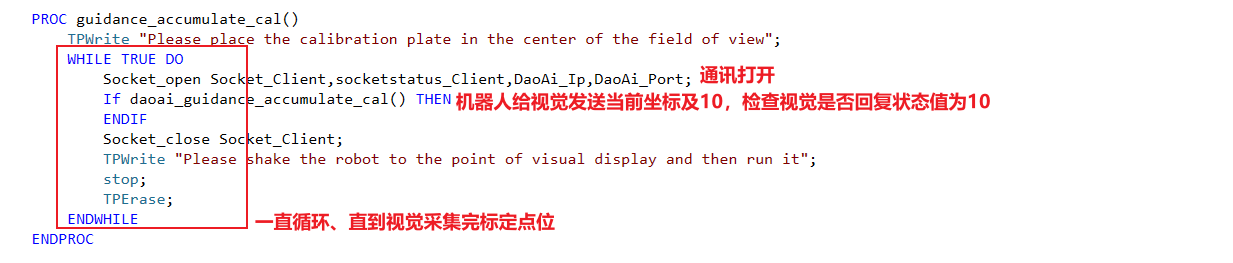 PROC guidance_accumulate_cal()
TPWrite "Please place the calibration plate in the center of the field of view";
WHILE TRUE DO
Socket_open Socket_Client,socketstatus_Client,DaoAi_Ip,DaoAi_Port; 通讯打开
If daoai_guidance_accumulate_cal() THEN 机器人给视觉发送当前坐标及10，检查视觉是否回复状态值为10
ENDIF
Socket_close Socket_Client;
TPWrite "Please shake the robot to the point of visual display and then run it";
stop;
TPErase;
ENDWHILE 一直循环、直到视觉采集完标定点位
ENDPROC